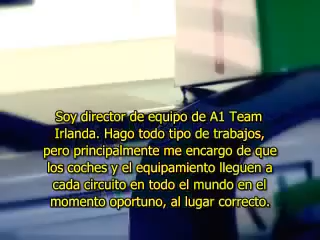 Soy director de equipo de A1 Team
Irlanda. Hago todo tipo de trabajos,
pero principalmente me encargo de que
los coches y el equipamiento lleguen a
cada circuito en todo el mundo en el
momento oportuno, al lugar correcto.